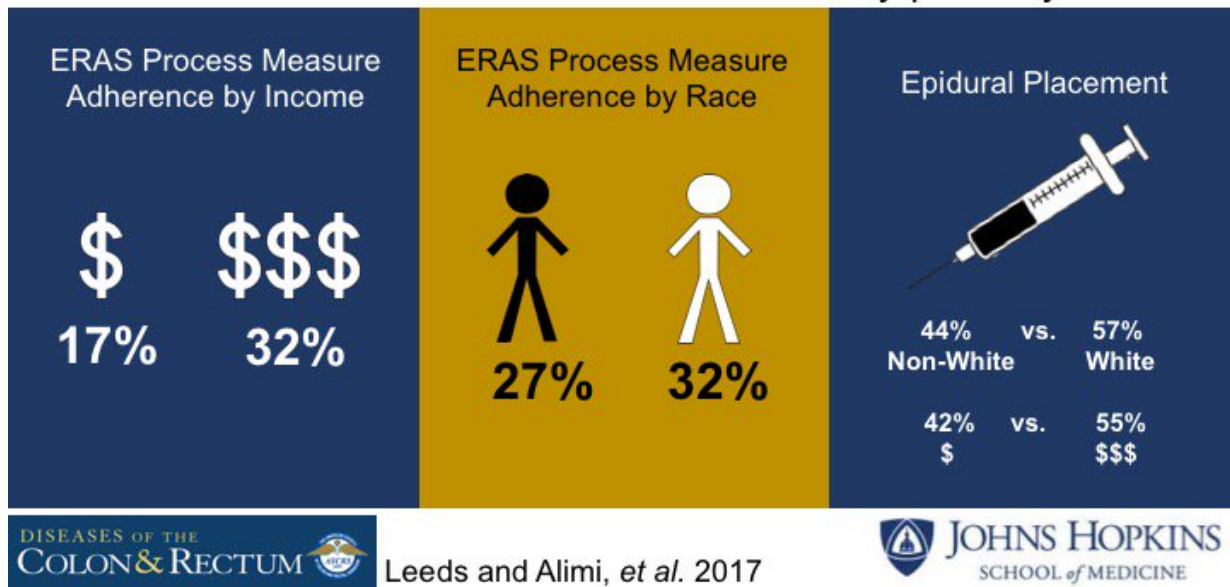 ERAS Process Measure
Adherence by Income
$ $$$
17% 32%
ERAS Process Measure
Adherence by Race
27% 32%
Epidural Placement
44% vs. 57%
Non-White White
42% vs. 55%
$ $$$
DISEASES OF THE
COLON & RECTUM
Leeds and Alimi, et al. 2017
JOHNS HOPKINS
SCHOOL of MEDICINE